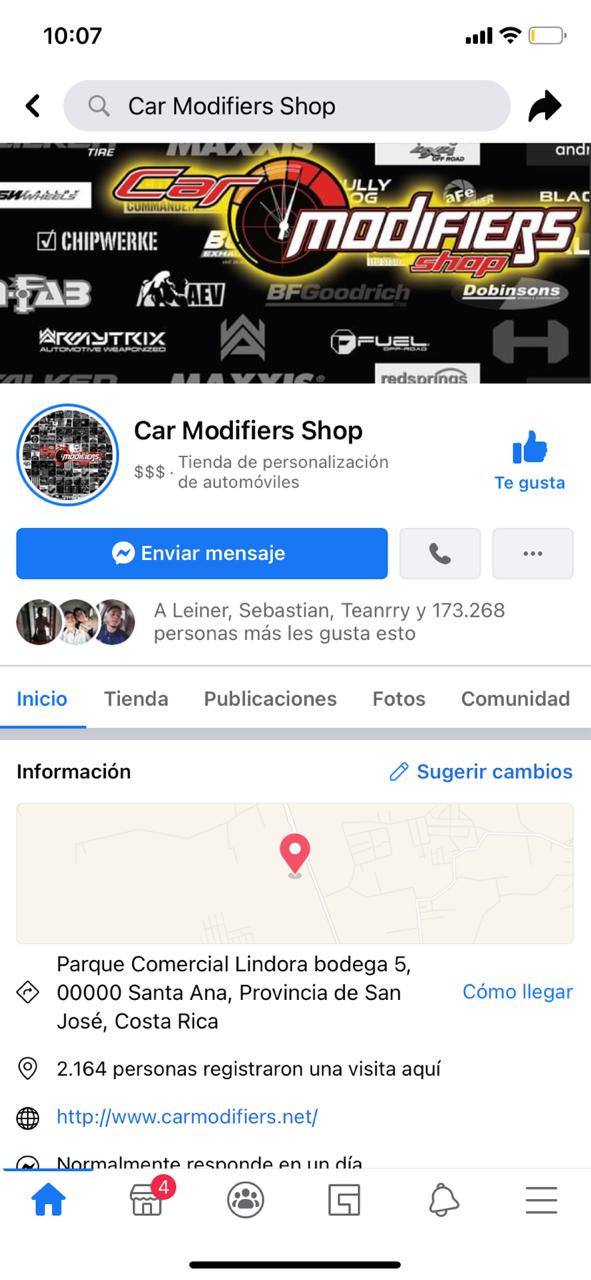 10:07
Car Modifiers Shop
TIRE
MAXXIS
OFF ROAD
andr
SW WHEELS
Car
COMMANDER
ULLY
OG
aFe
POWER
BLAC
CHIPWERKE
modifiers
shop
FAB
AEV
BFGoodrich
Dobinsons
ARMYTRIX
AUTOMOTIVE WEAPONIZED
FUEL
OFF-ROAD
MAXXIS
redsprings
Car Modifiers Shop
$$$ · Tienda de personalización
de automóviles
Te gusta
Enviar mensaje
A Leiner, Sebastian, Teanrry y 173.268
personas más les gusta esto
Inicio
Tienda
Publicaciones
Fotos
Comunidad
Información
Sugerir cambios
Parque Comercial Lindora bodega 5,
00000 Santa Ana, Provincia de San
José, Costa Rica
Cómo llegar
2.164 personas registraron una visita aquí
http://www.carmodifiers.net/
Normalmente responde en un día
4